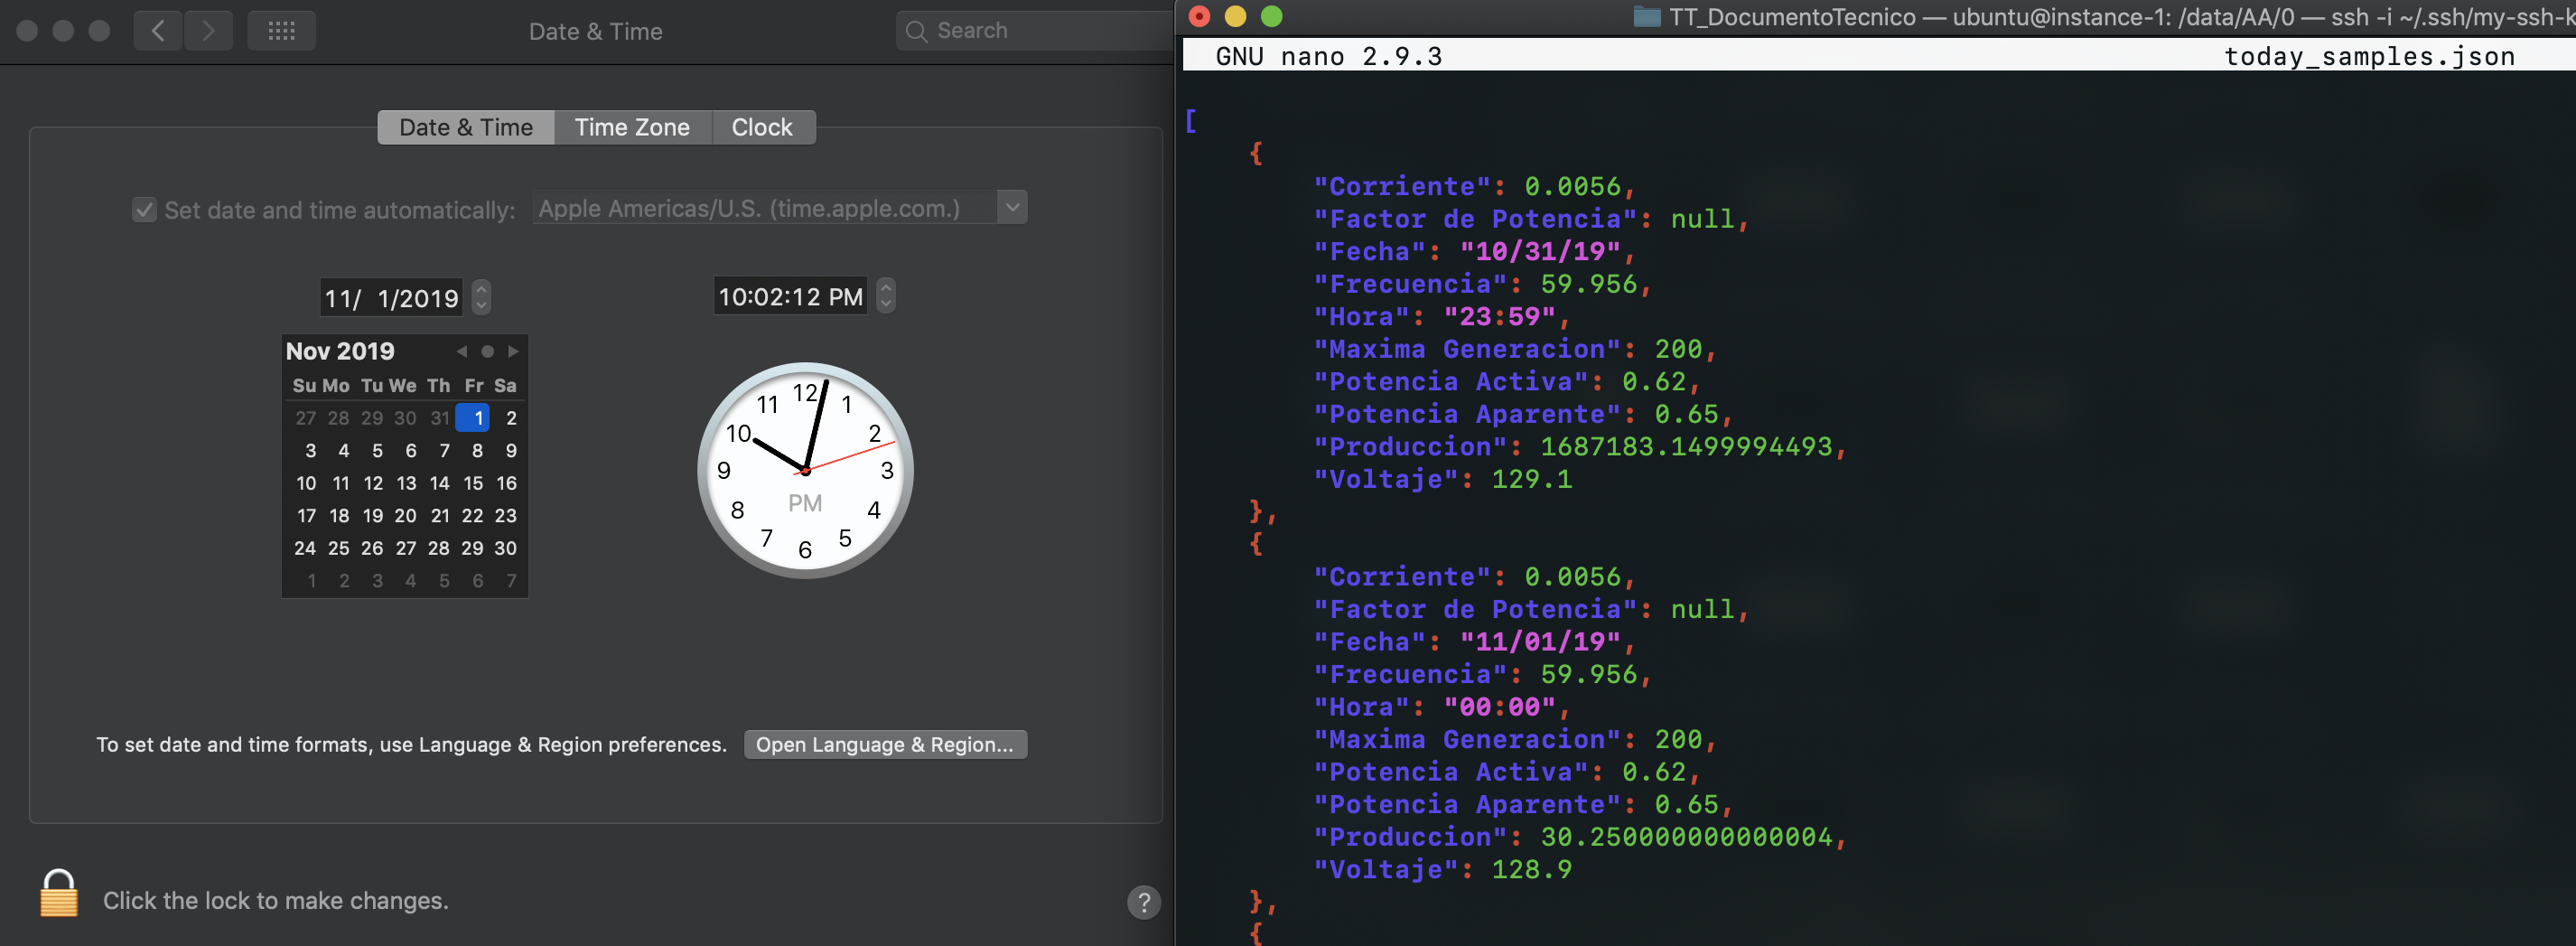 Date & Time
Search
Date & Time Time Zone Clock
Set date and time automatically: Apple Americas/U.S. (time.apple.com.)
11/ 1/2019
10:02:12 PM
Nov 2019
Su Mo Tu We Th Fr Sa
27 28 29 30 31 1 2
3 4 5 6 7 8 9
10 11 12 13 14 15 16
17 18 19 20 21 22 23
24 25 26 27 28 29 30
1 2 3 4 5 6 7
12
1
2
3
4
5
6
7
8
9
10
11
PM
To set date and time formats, use Language & Region preferences. Open Language & Region...
Click the lock to make changes.
?
TT_DocumentoTecnico — ubuntu@instance-1: /data/AA/0 — ssh -i ~/.ssh/my-ssh-k
GNU nano 2.9.3 today_samples.json
[
{
"Corriente": 0.0056,
"Factor de Potencia": null,
"Fecha": "10/31/19",
"Frecuencia": 59.956,
"Hora": "23:59",
"Maxima Generacion": 200,
"Potencia Activa": 0.62,
"Potencia Aparente": 0.65,
"Produccion": 1687183.1499994493,
"Voltaje": 129.1
},
{
"Corriente": 0.0056,
"Factor de Potencia": null,
"Fecha": "11/01/19",
"Frecuencia": 59.956,
"Hora": "00:00",
"Maxima Generacion": 200,
"Potencia Activa": 0.62,
"Potencia Aparente": 0.65,
"Produccion": 30.250000000000004,
"Voltaje": 128.9
},
{